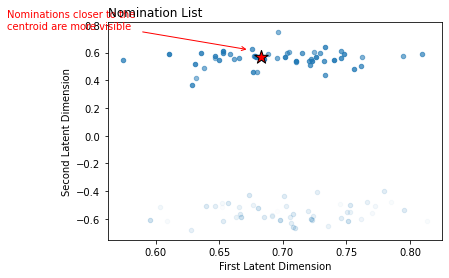 Nomination List
Nominations closer to the
centroid are more visible
Second Latent Dimension
0.8
0.6
0.4
0.2
0.0
−0.2
−0.4
−0.6
0.60
0.65
0.70
0.75
0.80
First Latent Dimension